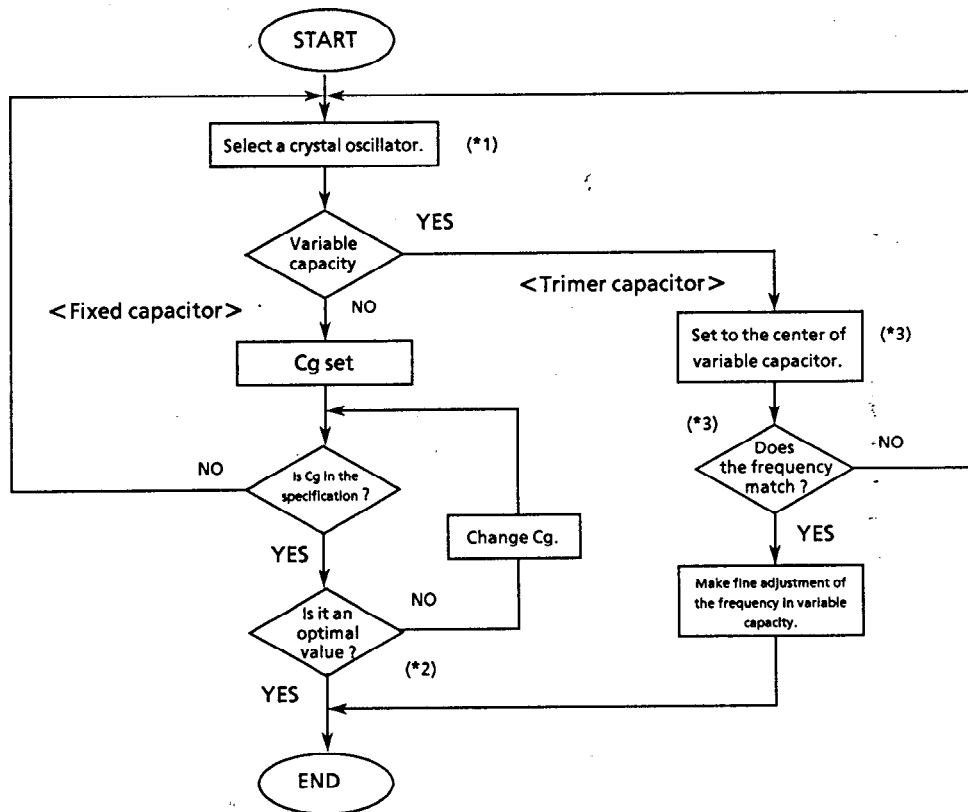 START
Select a crystal oscillator.
(*1)
Variable
capacity
YES
<Fixed capacitor>
NO
<Trimer capacitor>
Cg set
Set to the center of
variable capacitor.
(*3)
(*3)
Does
the frequency
match ?
NO
NO
Is Cg in the
specification ?
YES
Change Cg.
YES
Make fine adjustment of
the frequency in variable
capacity.
Is it an
optimal
value ?
NO
(*2)
YES
END